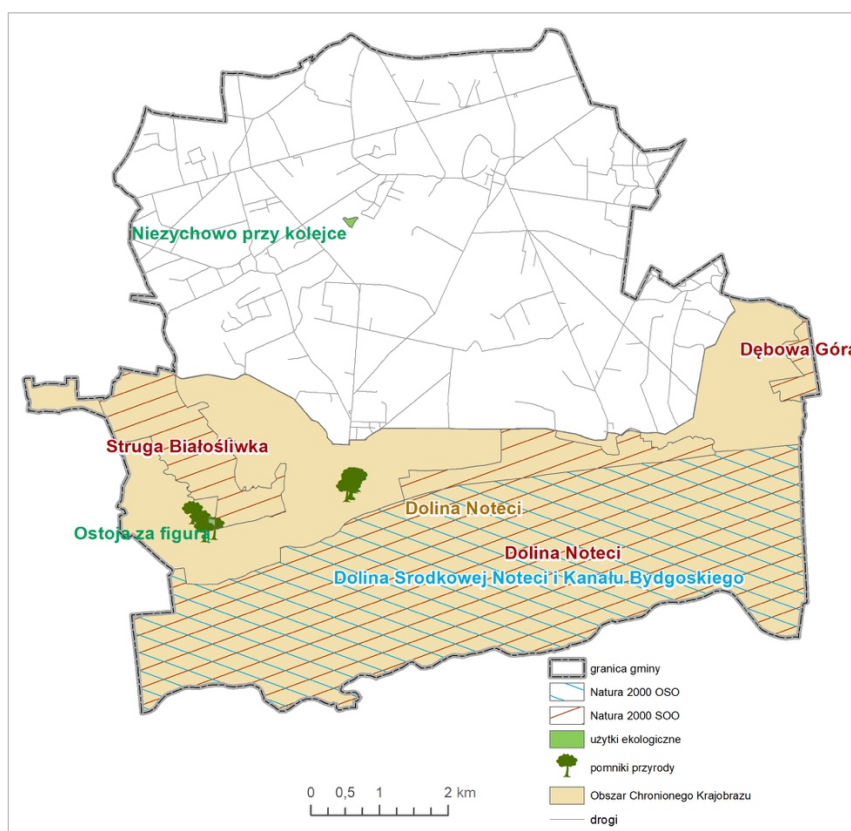 Niezychowo przy kolejce
Dębowa Góra
Struga Białośliwka
Dolina Noteci
Ostoja za figurą
Dolina Noteci
Dolina Srodkowej Noteci i Kanału Bydgoskiego
granica gminy
Natura 2000 OSO
Natura 2000 SOO
użytki ekologiczne
pomniki przyrody
Obszar Chronionego Krajobrazu
drogi
0 0,5 1 2 km